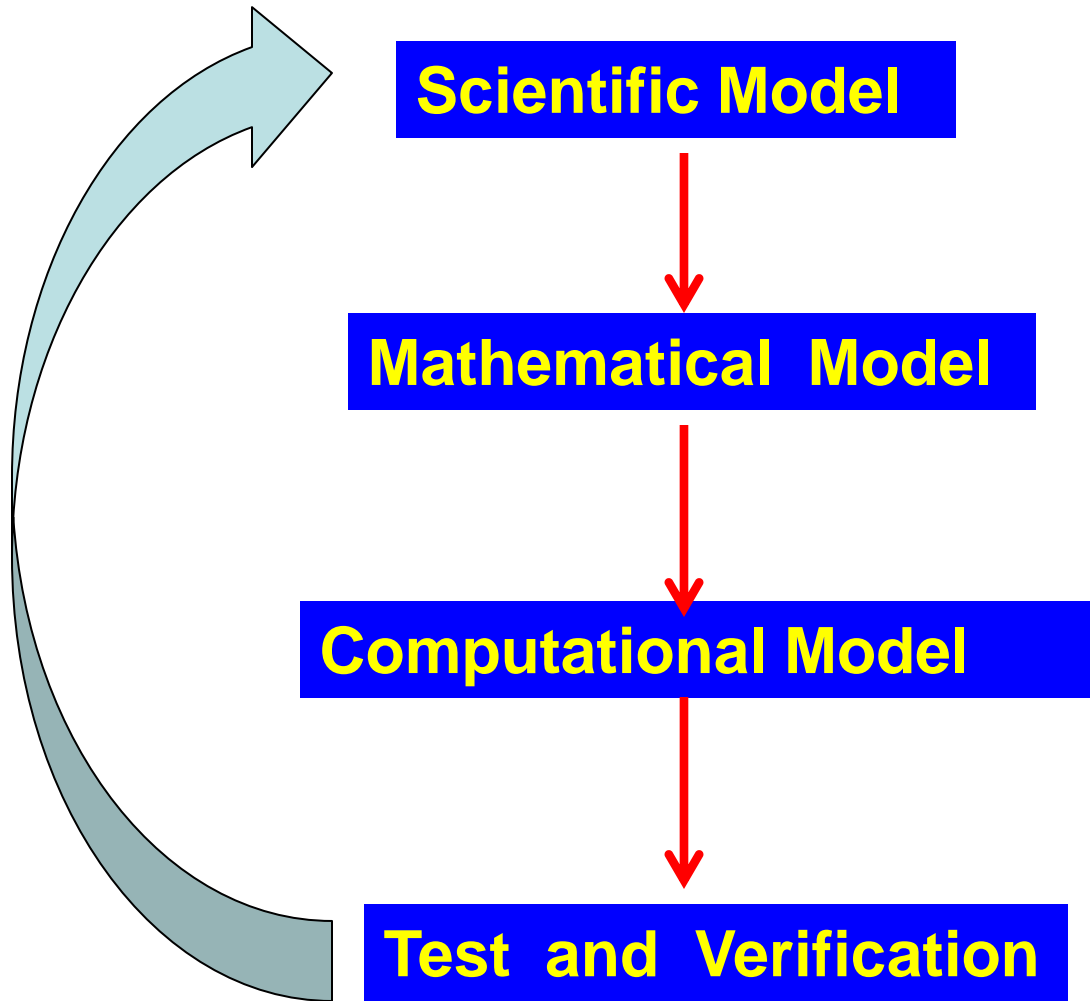 Scientific Model
Mathematical Model
Computational Model
Test and Verification